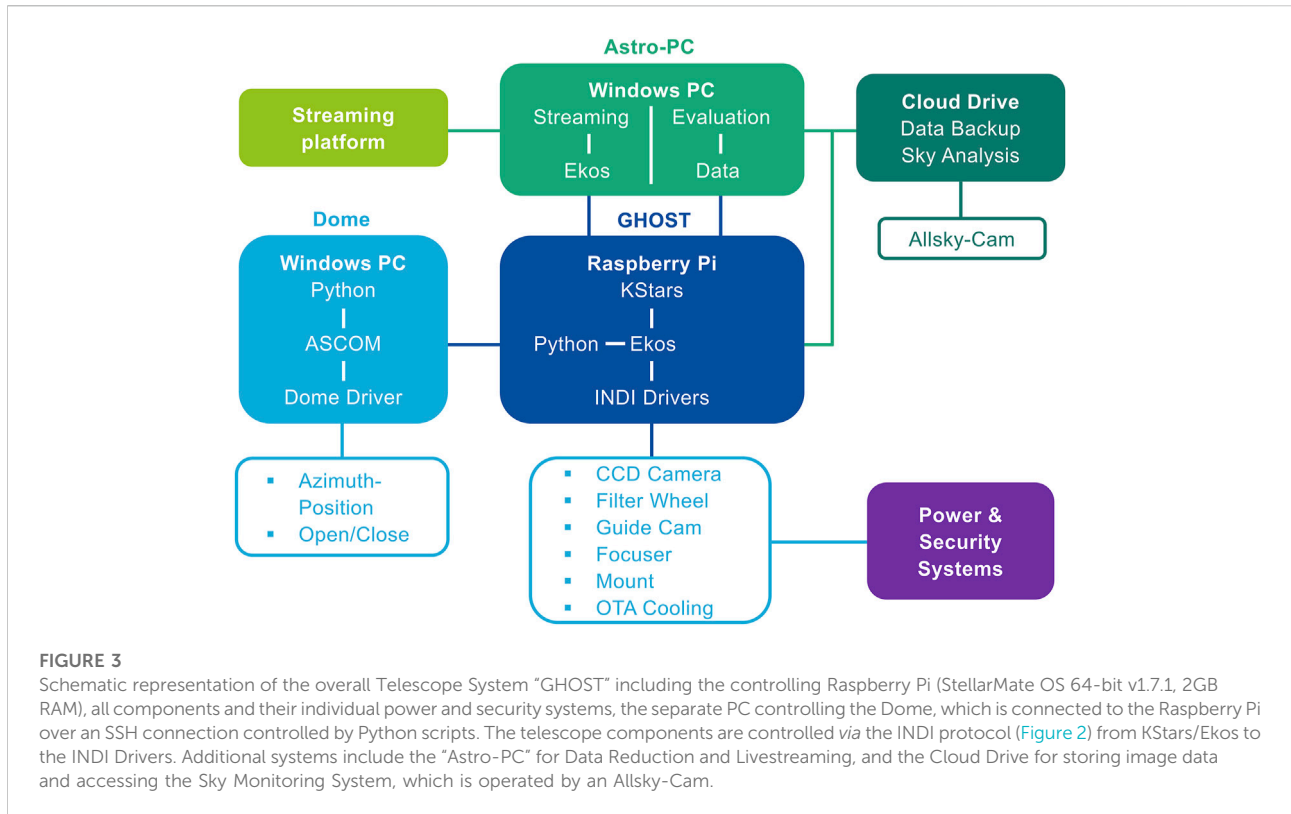 Astro-PC
Streaming
platform
Windows PC
Streaming
Evaluation
Ekos
Data
Cloud Drive
Data Backup
Sky Analysis
Allsky-Cam
Dome
Windows PC
Python
ASCOM
Dome Driver
GHOST
Raspberry Pi
KStars
Python
Ekos
INDI Drivers
▪ Azimuth-
Position
▪ Open/Close
▪ CCD Camera
▪ Filter Wheel
▪ Guide Cam
▪ Focuser
▪ Mount
▪ OTA Cooling
Power &
Security
Systems
FIGURE 3
Schematic representation of the overall Telescope System “GHOST” including the controlling Raspberry Pi (StellarMate OS 64-bit v1.7.1, 2GB
RAM), all components and their individual power and security systems, the separate PC controlling the Dome, which is connected to the Raspberry Pi
over an SSH connection controlled by Python scripts. The telescope components are controlled via the INDI protocol (Figure 2) from KStars/Ekos to
the INDI Drivers. Additional systems include the “Astro-PC” for Data Reduction and Livestreaming, and the Cloud Drive for storing image data
and accessing the Sky Monitoring System, which is operated by an Allsky-Cam.